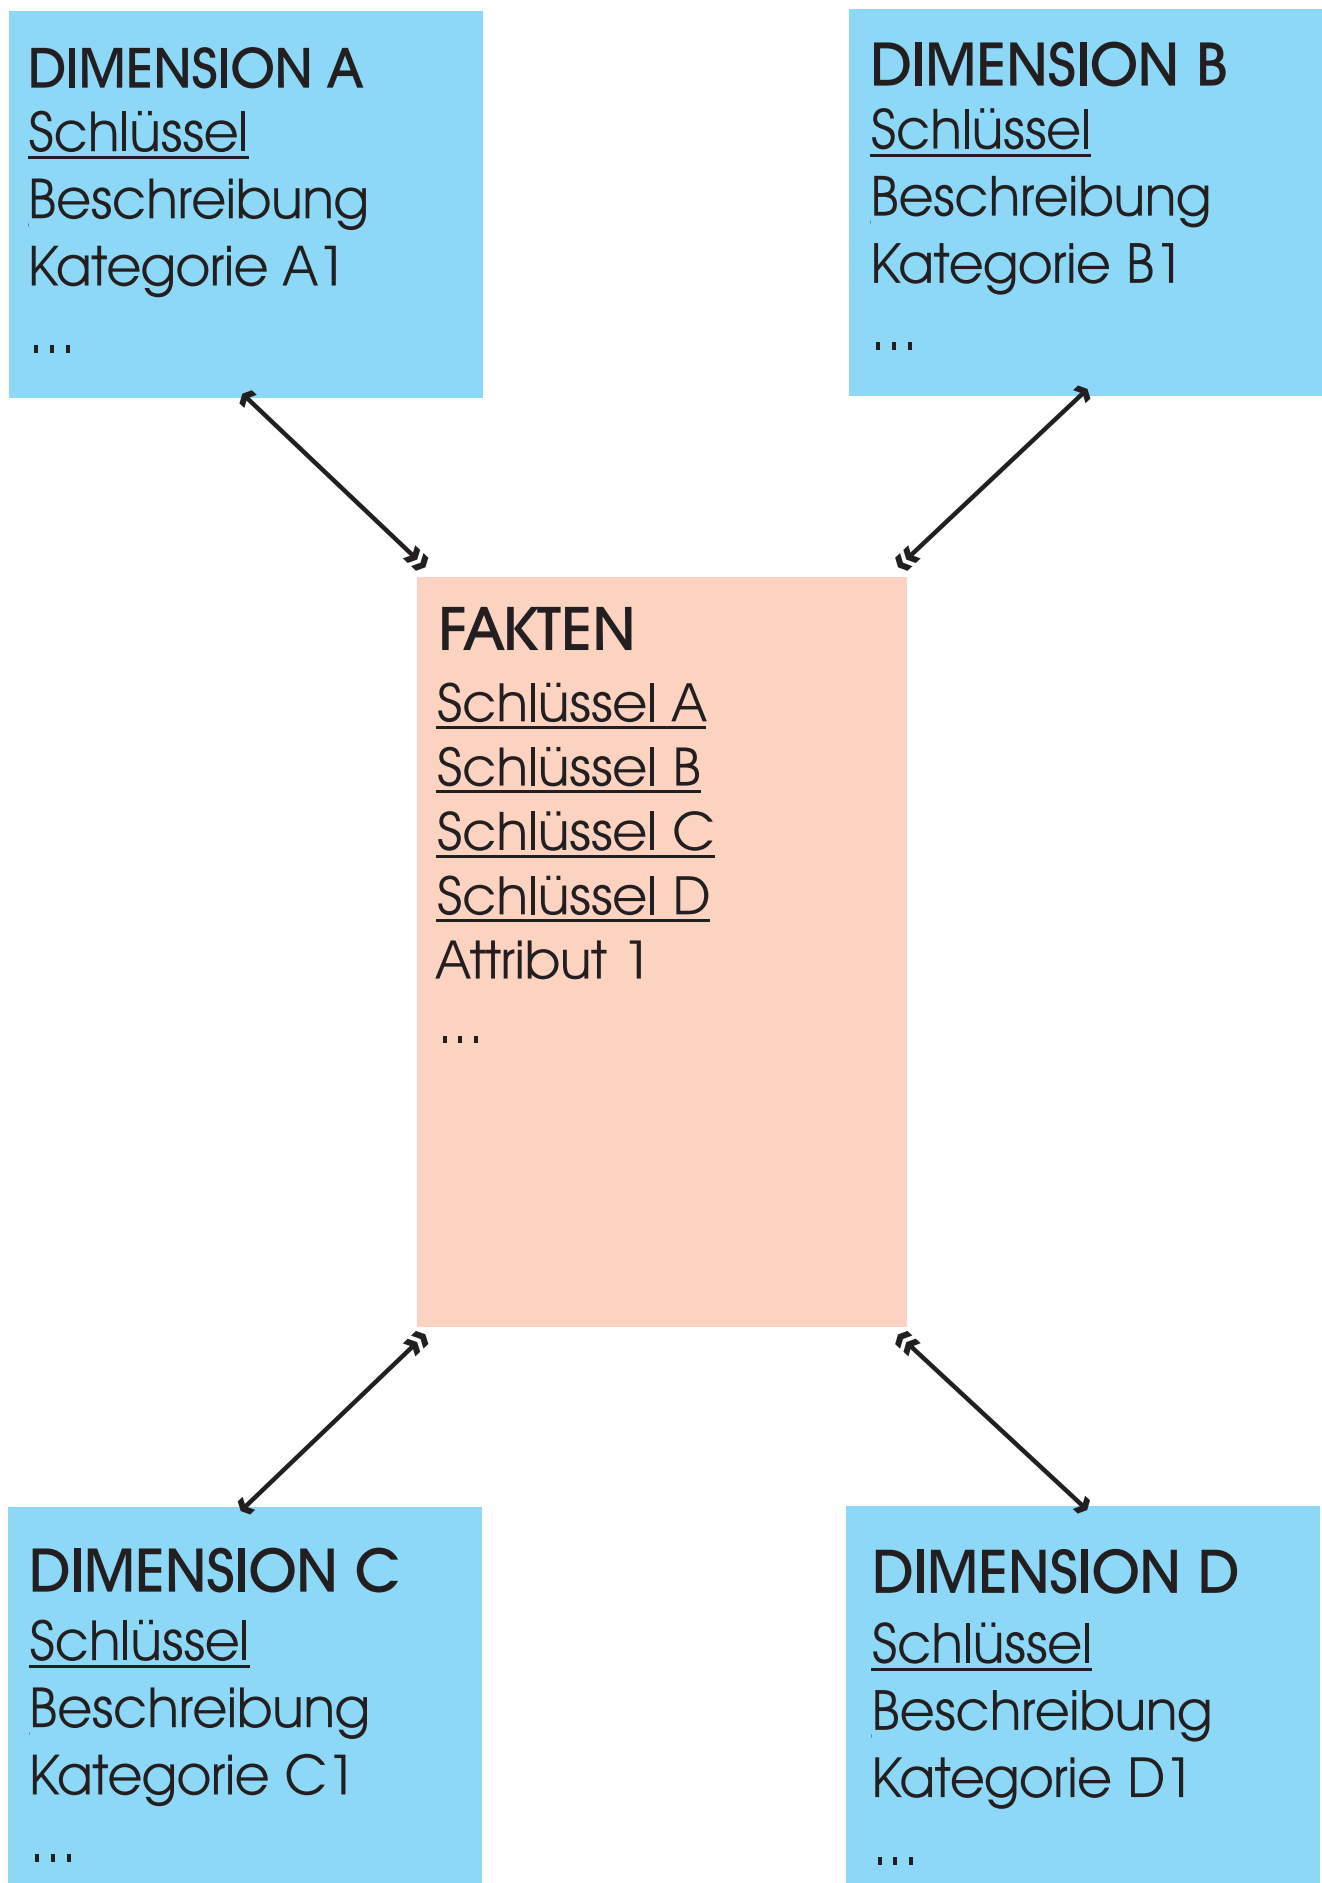 DIMENSION A
Schlüssel
Beschreibung
Kategorie A1
...
DIMENSION B
Schlüssel
Beschreibung
Kategorie B1
...
FAKTEN
Schlüssel A
Schlüssel B
Schlüssel C
Schlüssel D
Attribut 1
...
DIMENSION C
Schlüssel
Beschreibung
Kategorie C1
...
DIMENSION D
Schlüssel
Beschreibung
Kategorie D1
...